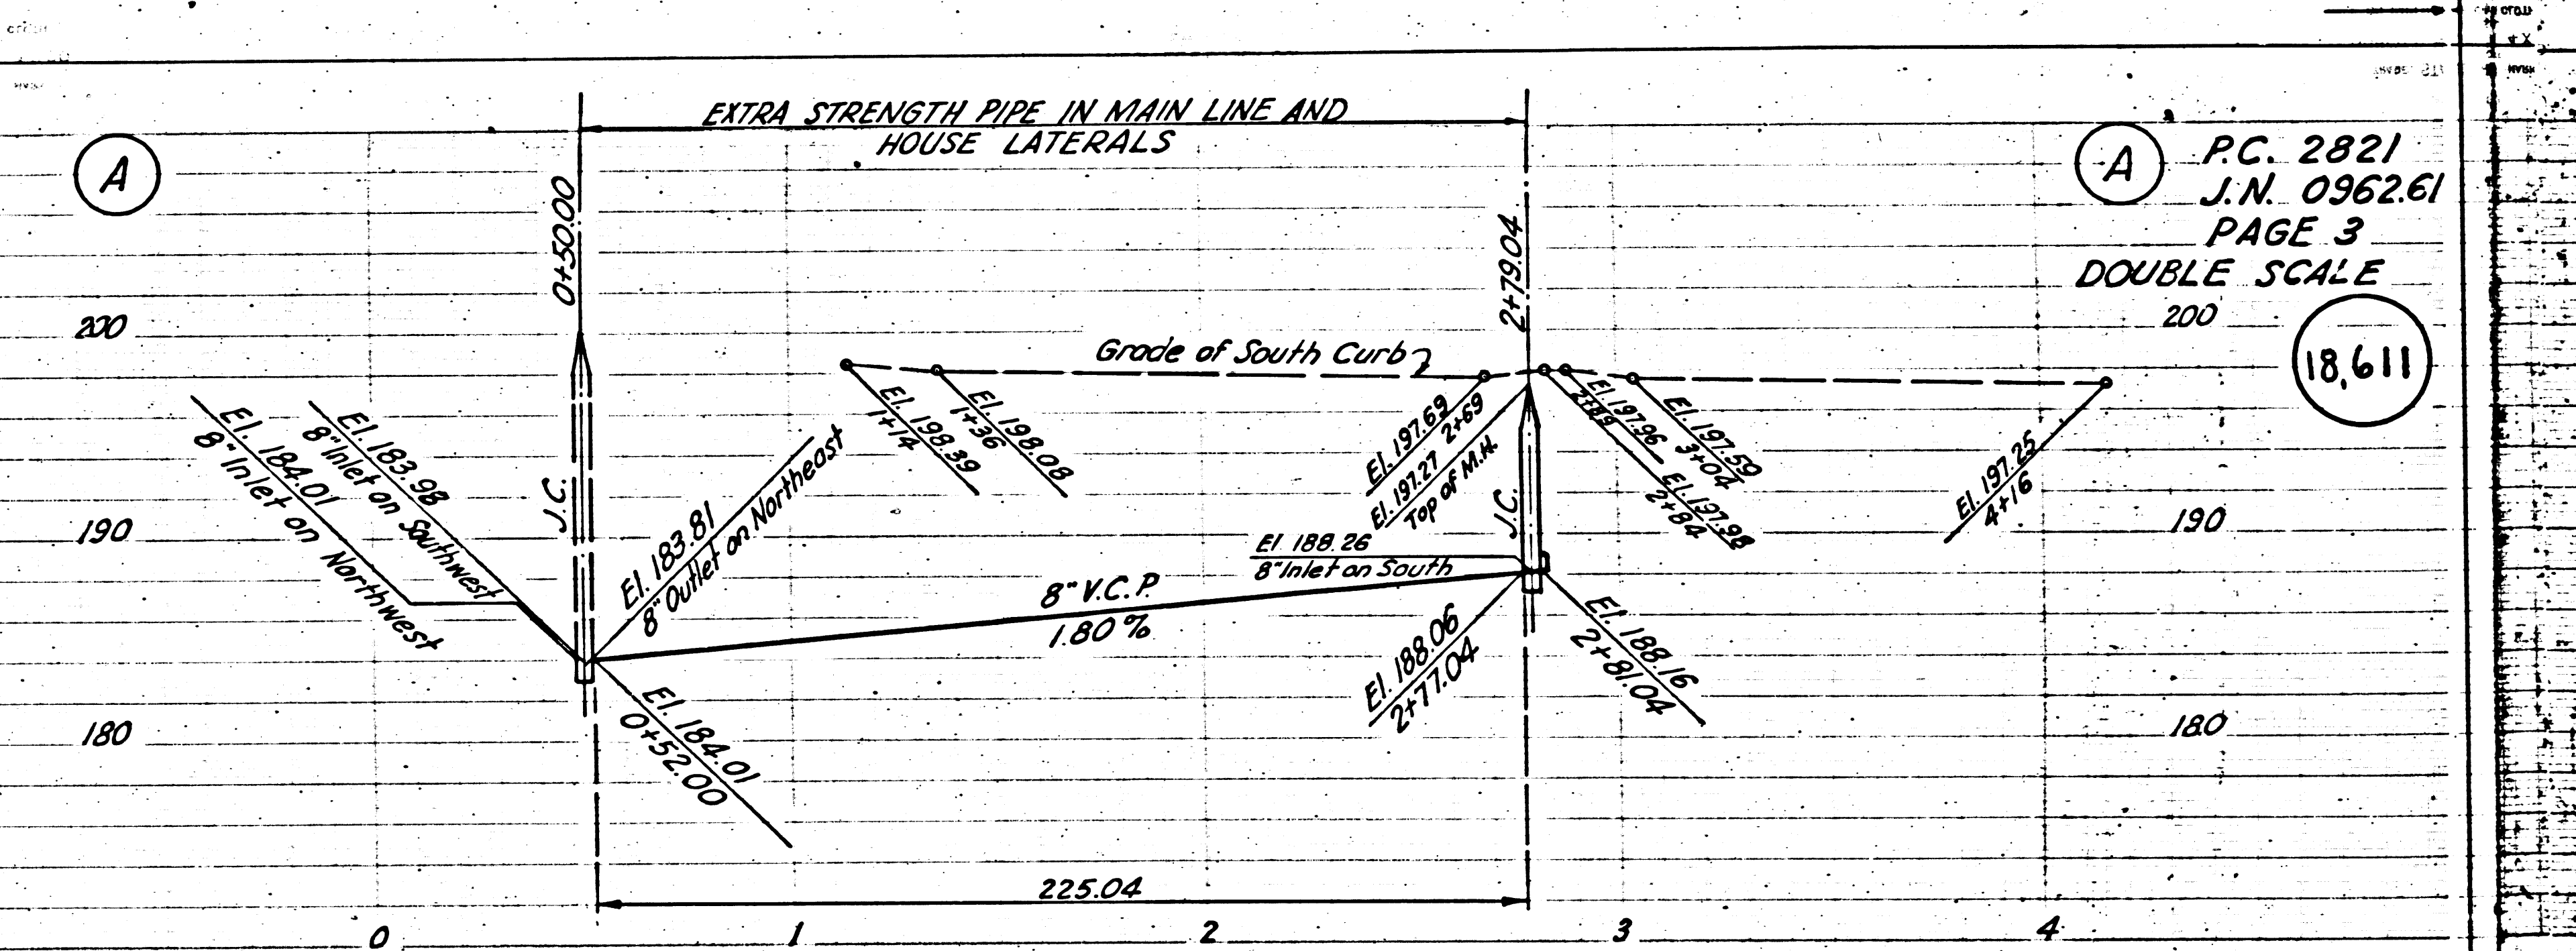 EXTRA STRENGTH PIPE IN MAIN LINE AND
HOUSE LATERALS
A
A
P.C. 2821
J.N. 0962.61
PAGE 3
DOUBLE SCALE
18,611
0+50.00
2+79.04
200
200
Grade of South Curb
El. 184.01
8" Inlet on Northwest
El. 183.98
8" Inlet on Southwest
J.C.
El. 183.81
8" Outlet on Northeast
El. 198.39
1+14
El. 198.08
1+36
El. 197.69
2+69
El. 197.27
Top of M.H.
J.C.
El. 197.96
2+89
El. 197.98
2+84
El. 197.59
3+04
El. 197.25
4+16
190
190
El 188.26
8" Inlet on South
8" V.C.P.
1.80%
El. 188.06
2+77.04
El. 188.16
2+81.04
El. 184.01
0+52.00
180
180
225.04
0
1
2
3
4